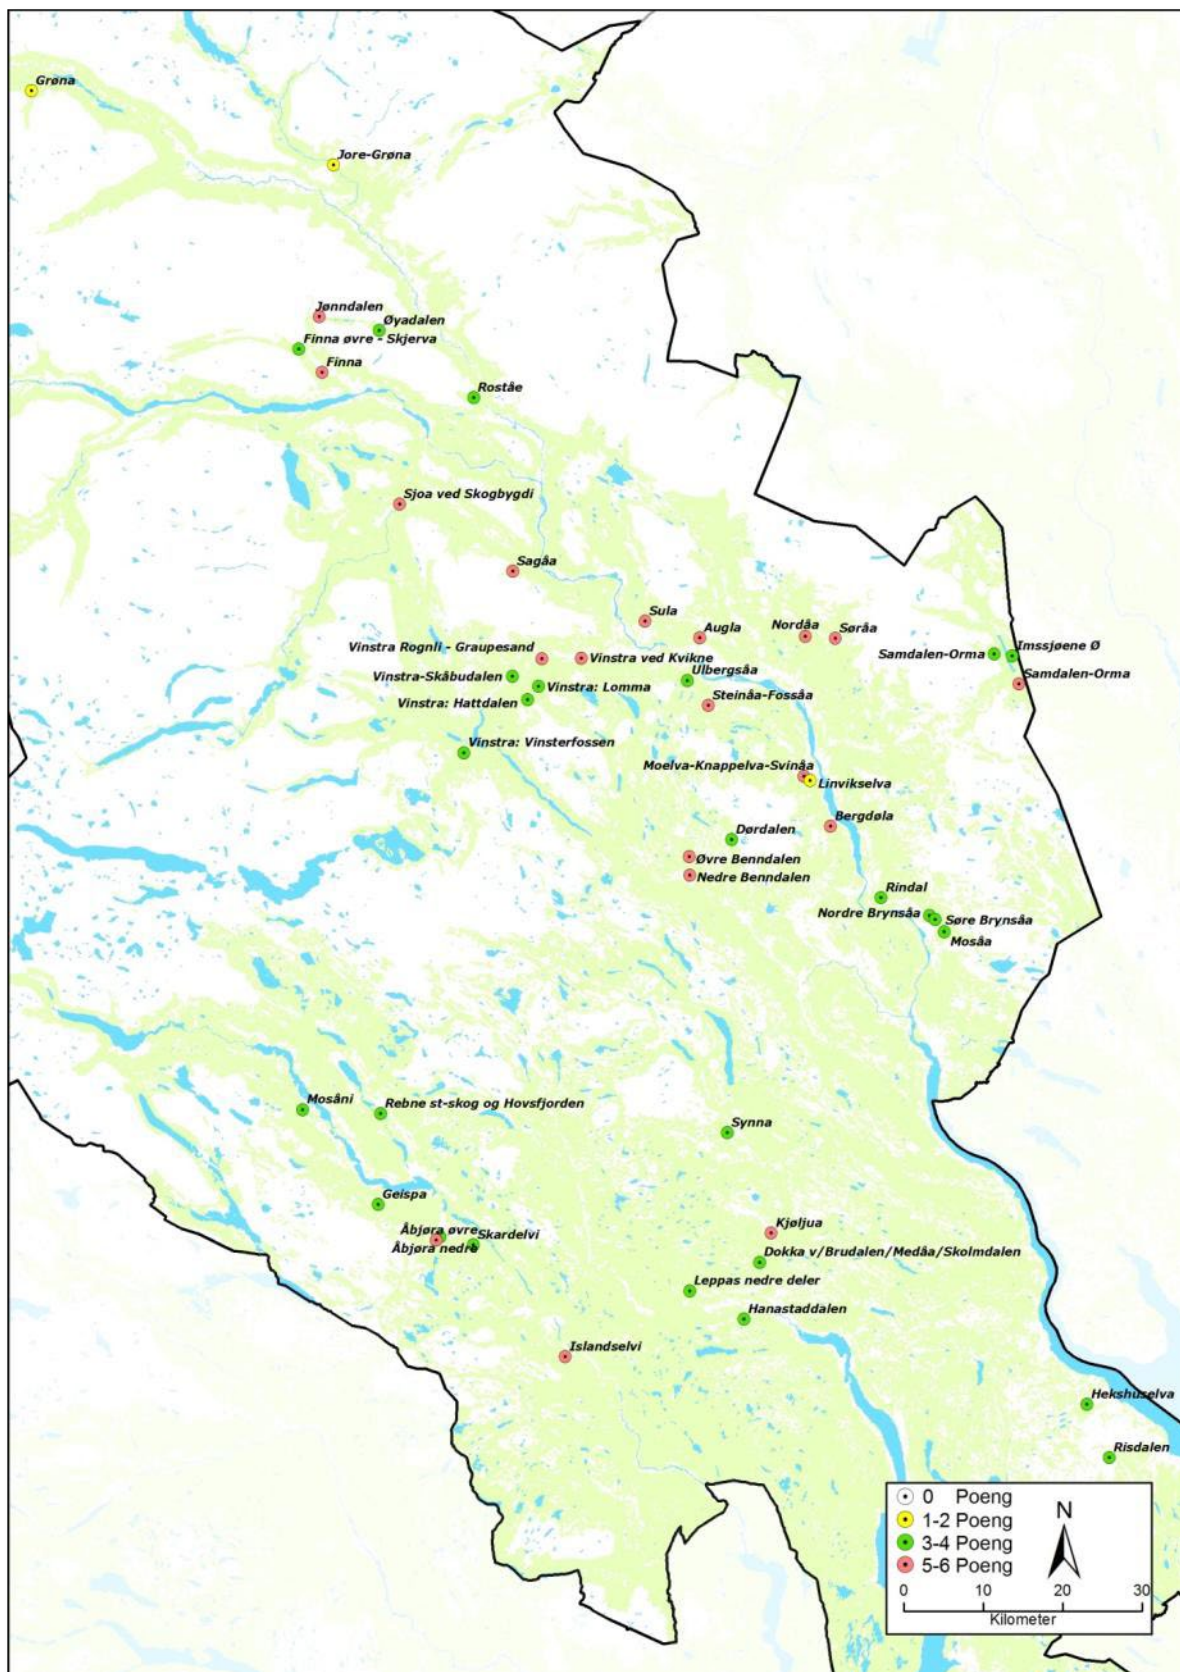 Grøna
Jore-Grøna
Jønndalen
Øyadalen
Finna øvre - Skjerva
Finna
Roståe
Sjoa ved Skogbygdi
Sagåa
Sula
Augla
Nordåa
Søråa
Vinstra Rognli - Graupesand
Vinstra ved Kvikne
Samdalen-Orma
Imssjøene Ø
Vinstra-Skåbudalen
Ulbergsåa
Samdalen-Orma
Vinstra: Lomma
Vinstra: Hattdalen
Steinåa-Fossåa
Vinstra: Vinsterfossen
Moelva-Knappelva-Svinåa
Linvikselva
Bergdøla
Dørdalen
Øvre Benndalen
Nedre Benndalen
Rindal
Nordre Brynsåa
Søre Brynsåa
Mosåa
Mosåni
Rebne st-skog og Hovsfjorden
Synna
Geispa
Åbjøra øvre
Skardelvi
Åbjøra nedre
Kjøljua
Dokka v/Brudalen/Medåa/Skolmdalen
Leppas nedre deler
Hanastaddalen
Islandselvi
Hekshuselva
Risdalen
0 Poeng
1-2 Poeng
3-4 Poeng
5-6 Poeng
N
0 10 20 30
Kilometer